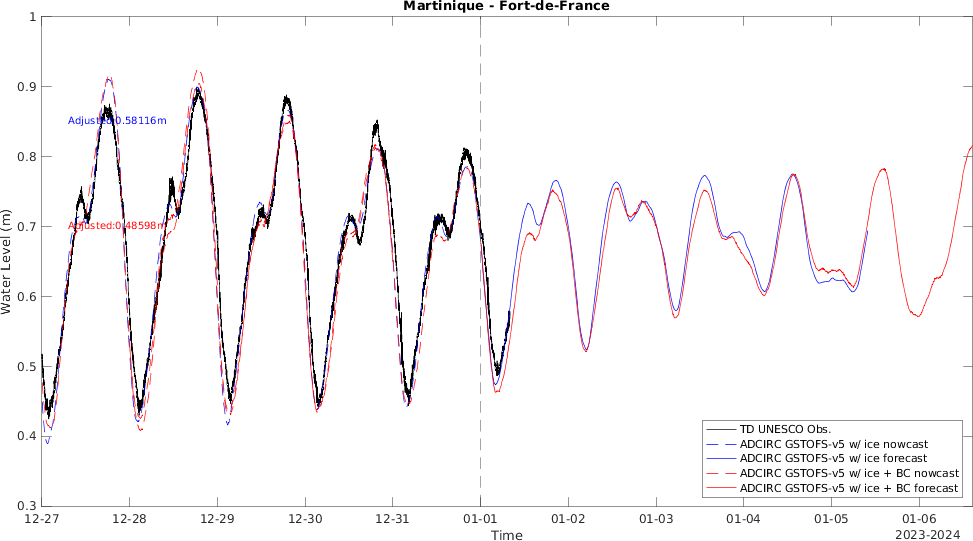 Martinique - Fort-de-France
1
0.9
0.8
0.7
0.6
0.5
0.4
0.3
Water Level (m)
Adjusted:0.58116m
Adjusted:0.48598m
TD UNESCO Obs.
ADCIRC GSTOFS-v5 w/ ice nowcast
ADCIRC GSTOFS-v5 w/ ice forecast
ADCIRC GSTOFS-v5 w/ ice + BC nowcast
ADCIRC GSTOFS-v5 w/ ice + BC forecast
12-27 12-28 12-29 12-30 12-31 01-01 01-02 01-03 01-04 01-05 01-06
Time
2023-2024